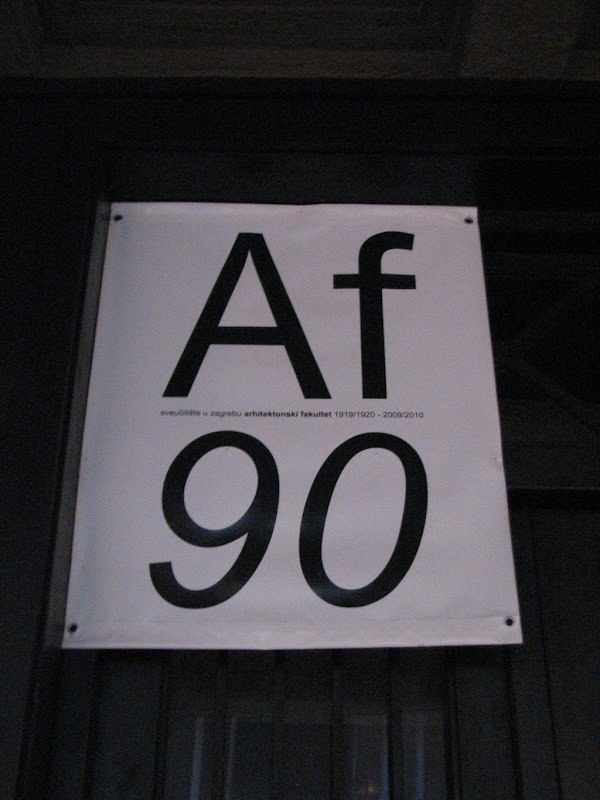 Af
sveučilište u zagrebu arhitektonski fakultet 1919/1920 - 2009/2010
90